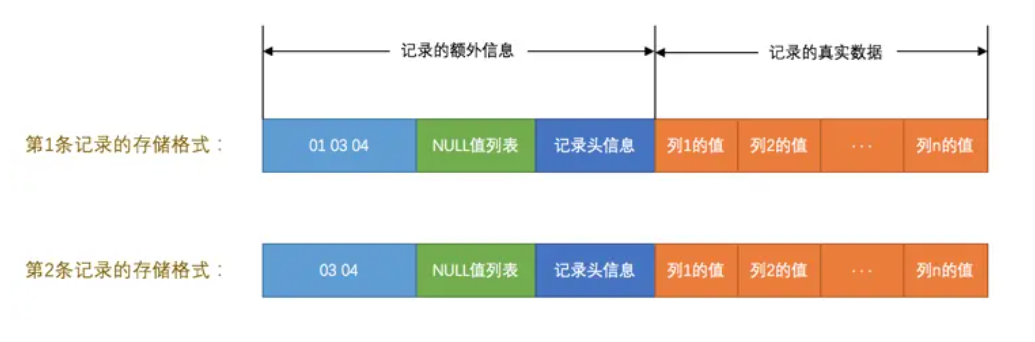 记录的额外信息 记录的真实数据
第1条记录的存储格式： 01 03 04 NULL值列表 记录头信息 列1的值 列2的值 ··· 列n的值
第2条记录的存储格式： 03 04 NULL值列表 记录头信息 列1的值 列2的值 ··· 列n的值